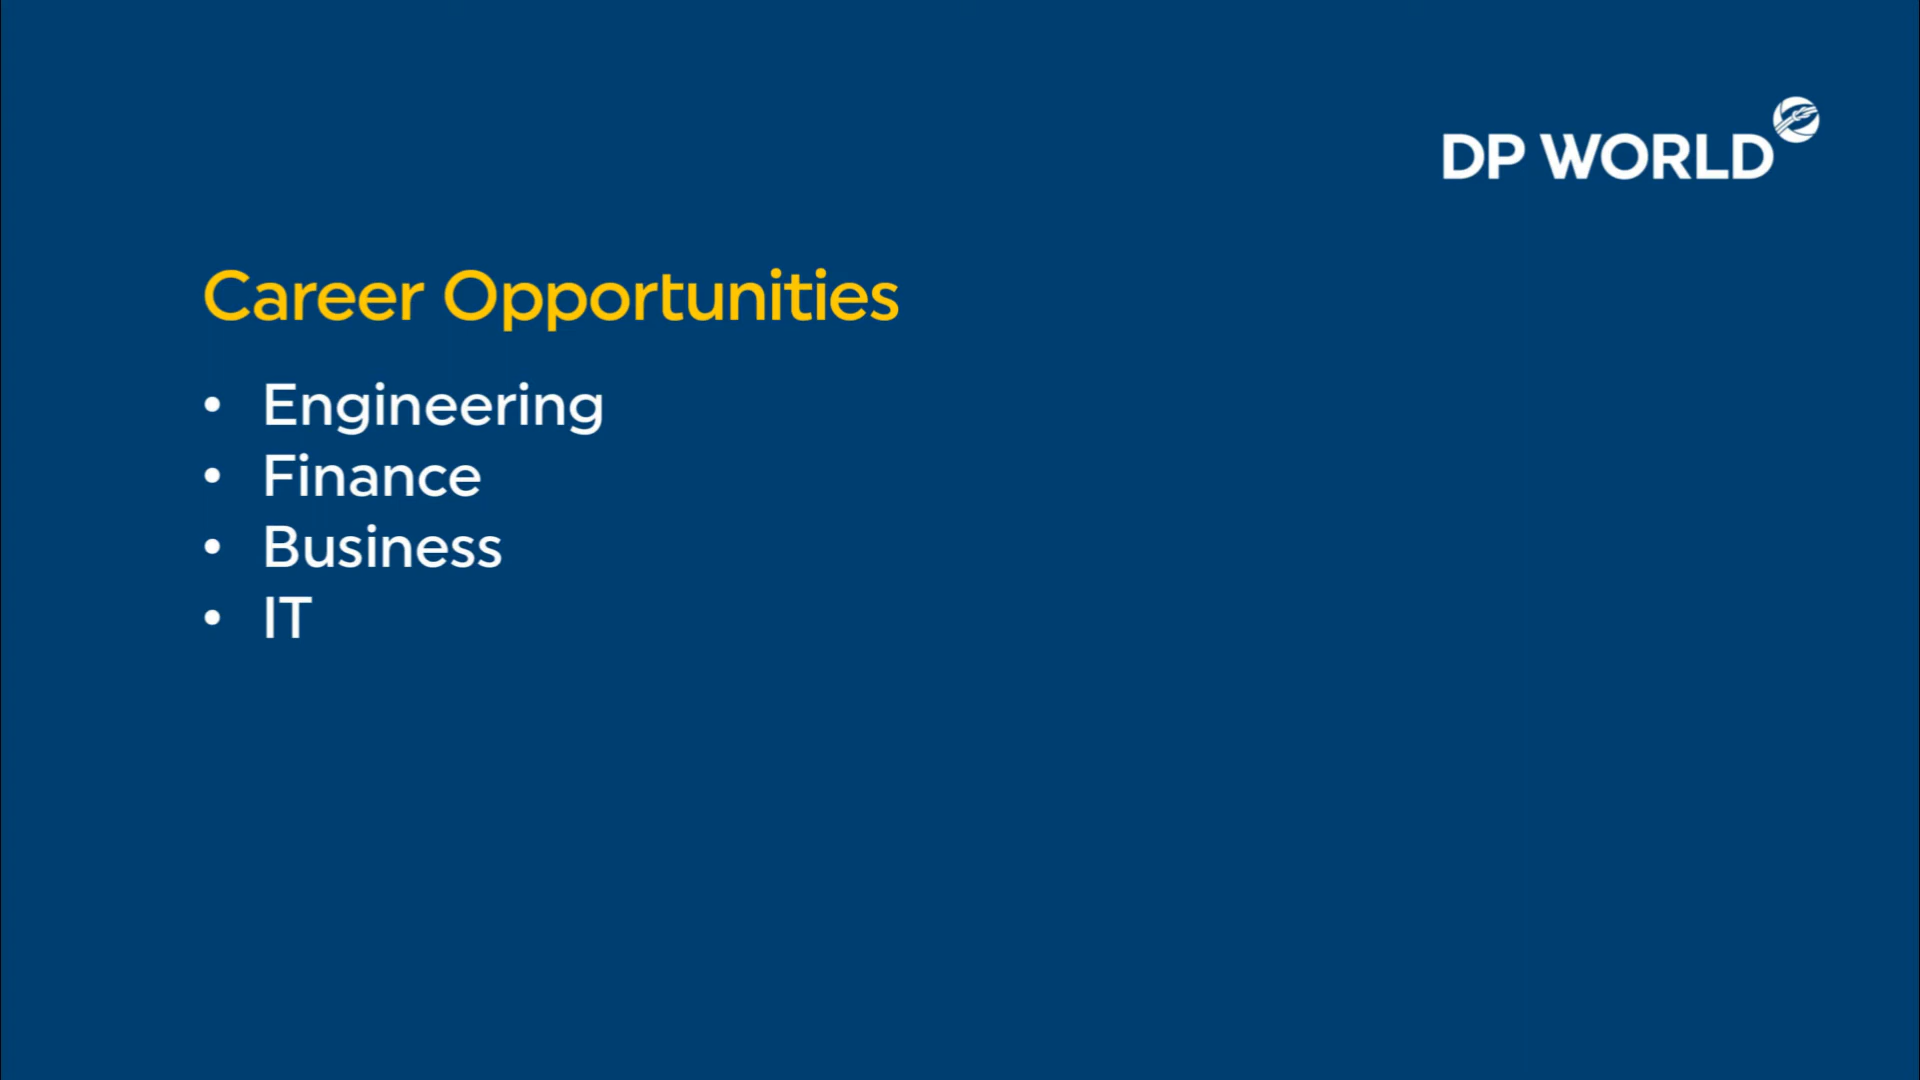 DP WORLD
Career Opportunities
• Engineering
• Finance
• Business
• IT